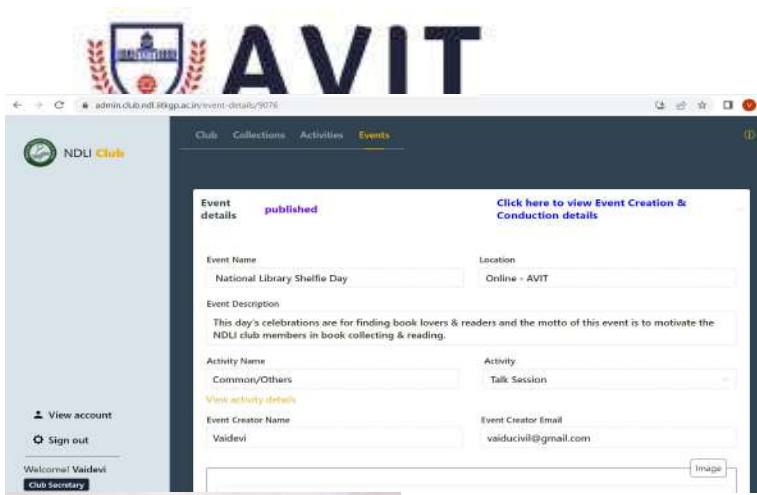 AVIT
admin.club.ndl.iitkgp.ac.in/event-details/9076
NDLI Club
Club Collections Activities Events
Event details
published
Click here to view Event Creation & Conduction details
Event Name
Location
National Library Shelfie Day
Online - AVIT
Event Description
This day's celebrations are for finding book lovers & readers and the motto of this event is to motivate the
NDLI club members in book collecting & reading.
Activity Name
Activity
Common/Others
Talk Session
View activity details
Event Creator Name
Event Creator Email
Vaidevi
vaiducivil@gmail.com
Image
View account
Sign out
Welcome! Vaidevi
Club Secretary
V